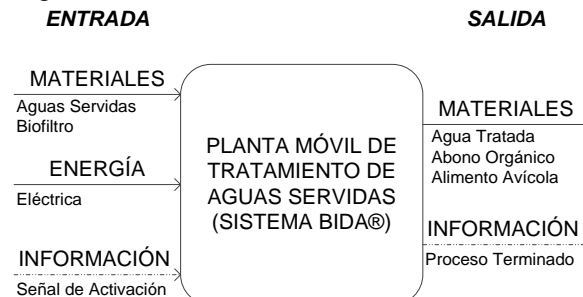 ENTRADA
SALIDA
MATERIALES
Aguas Servidas
Biofiltro
ENERGÍA
Eléctrica
INFORMACIÓN
Señal de Activación
PLANTA MÓVIL DE
TRATAMIENTO DE
AGUAS SERVIDAS
(SISTEMA BIDA®)
MATERIALES
Agua Tratada
Abono Orgánico
Alimento Avícola
INFORMACIÓN
Proceso Terminado